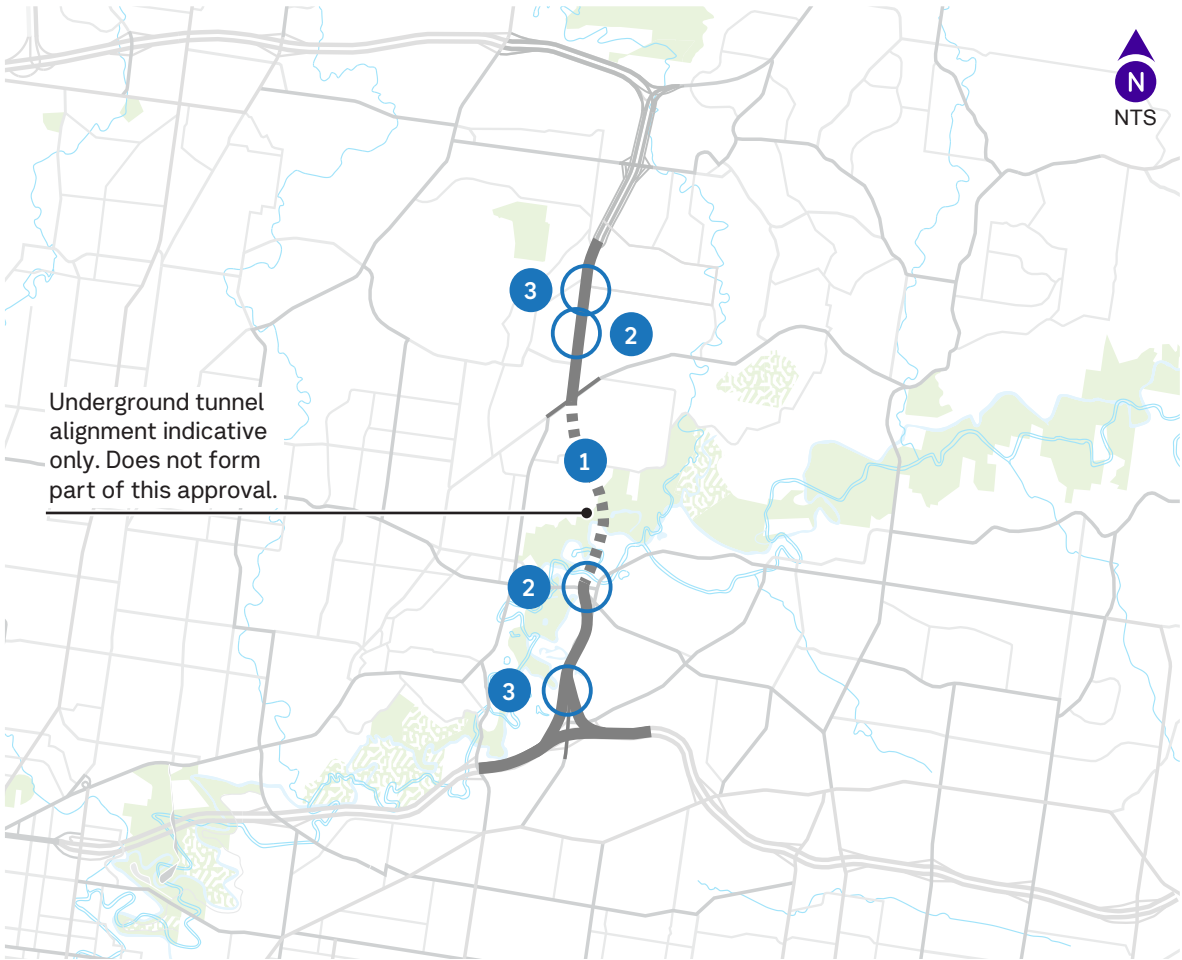 N
NTS
3
2
Underground tunnel
alignment indicative
only. Does not form
part of this approval.
1
2
3